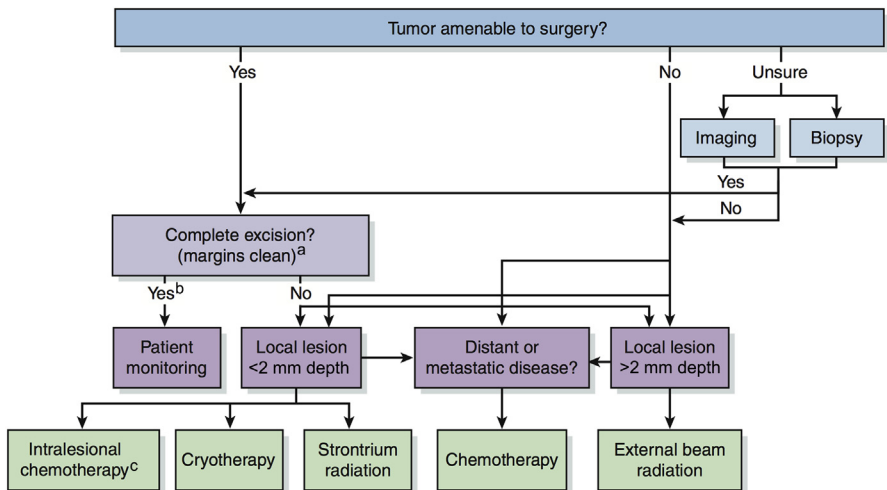 Tumor amenable to surgery?
Yes
No
Unsure
Imaging
Biopsy
Yes
No
Complete excision?
(margins clean)a
Yesb
No
Patient
monitoring
Local lesion
<2 mm depth
Distant or
metastatic disease?
Local lesion
>2 mm depth
Intralesional
chemotherapyc
Cryotherapy
Strontrium
radiation
Chemotherapy
External beam
radiation